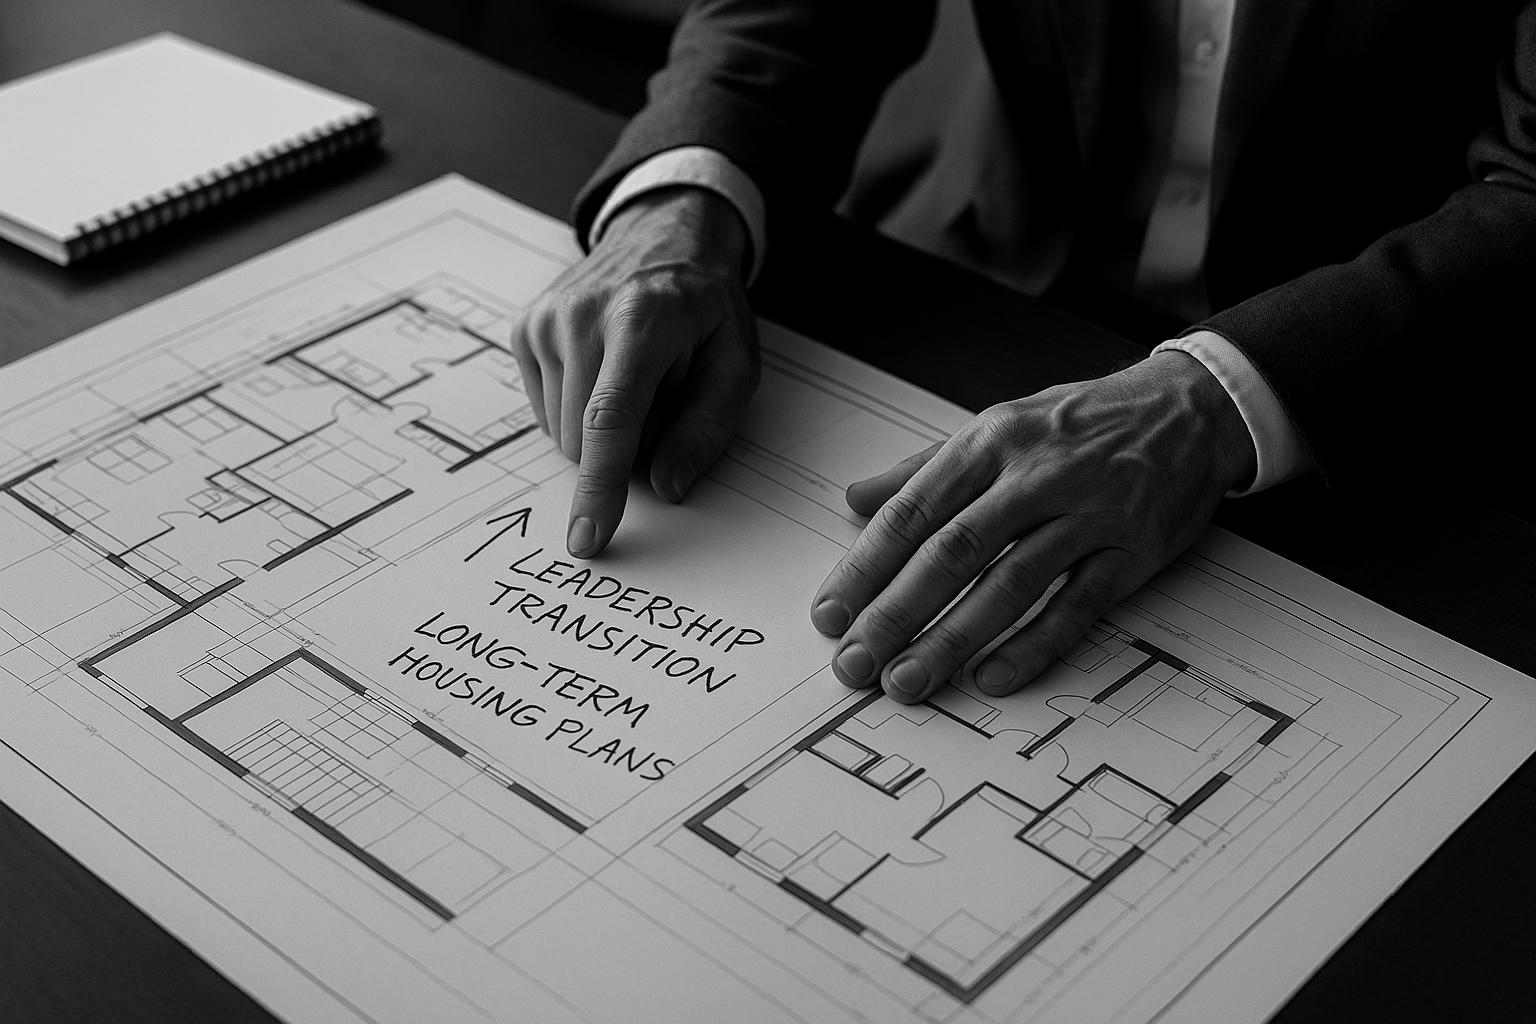 ↑ LEADERSHIP
TRANSITION
LONG-TERM
HOUSING PLANS